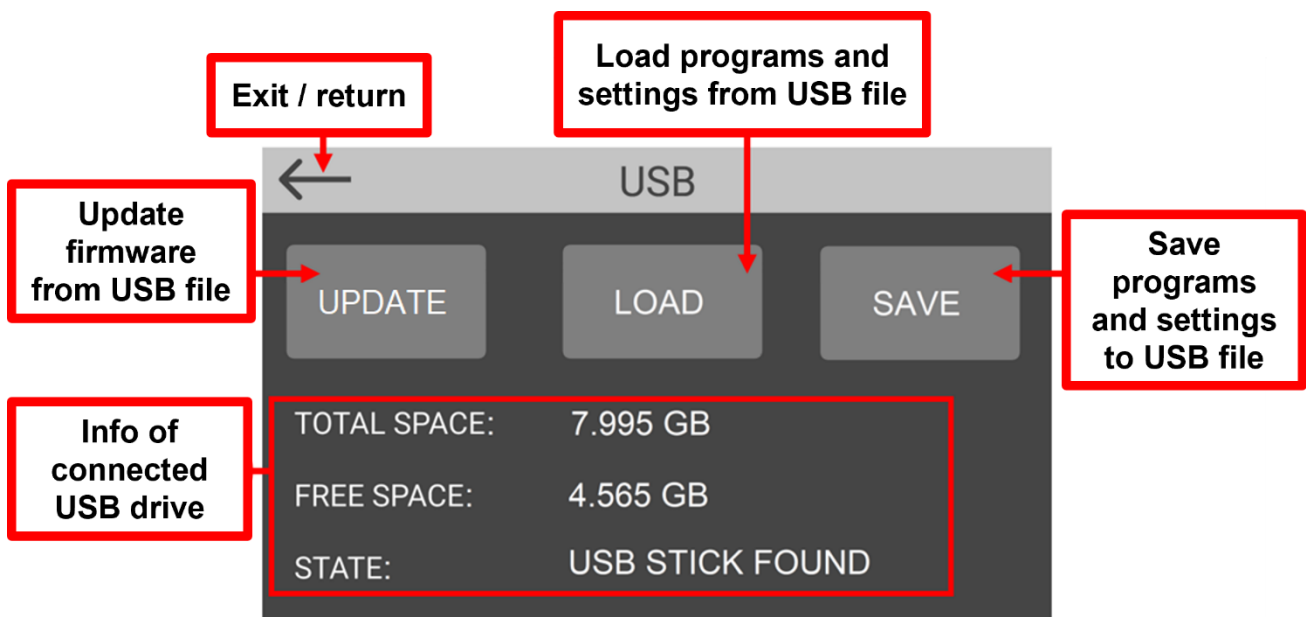 Load programs and
settings from USB file
Exit / return
USB
Update
firmware
from USB file
UPDATE
LOAD
SAVE
Save
programs
and settings
to USB file
Info of
connected
USB drive
TOTAL SPACE: 7.995 GB
FREE SPACE: 4.565 GB
STATE: USB STICK FOUND